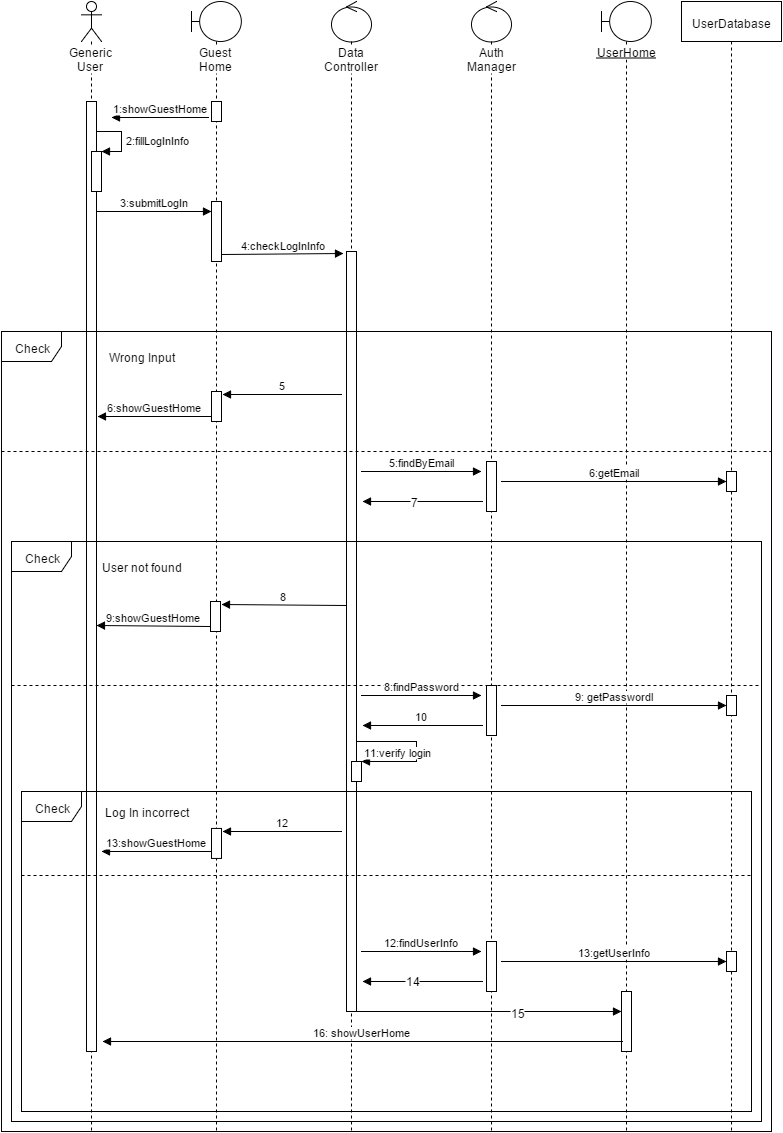 Generic
User
Guest
Home
Data
Controller
Auth
Manager
UserHome
UserDatabase
1:showGuestHome
2:fillLogInInfo
3:submitLogIn
4:checkLogInInfo
Check
Wrong Input
5
6:showGuestHome
5:findByEmail
6:getEmail
7
Check
User not found
8
9:showGuestHome
8:findPassword
9: getPasswordl
10
11:verify login
Check
Log In incorrect
12
13:showGuestHome
12:findUserInfo
13:getUserInfo
14
15
16: showUserHome